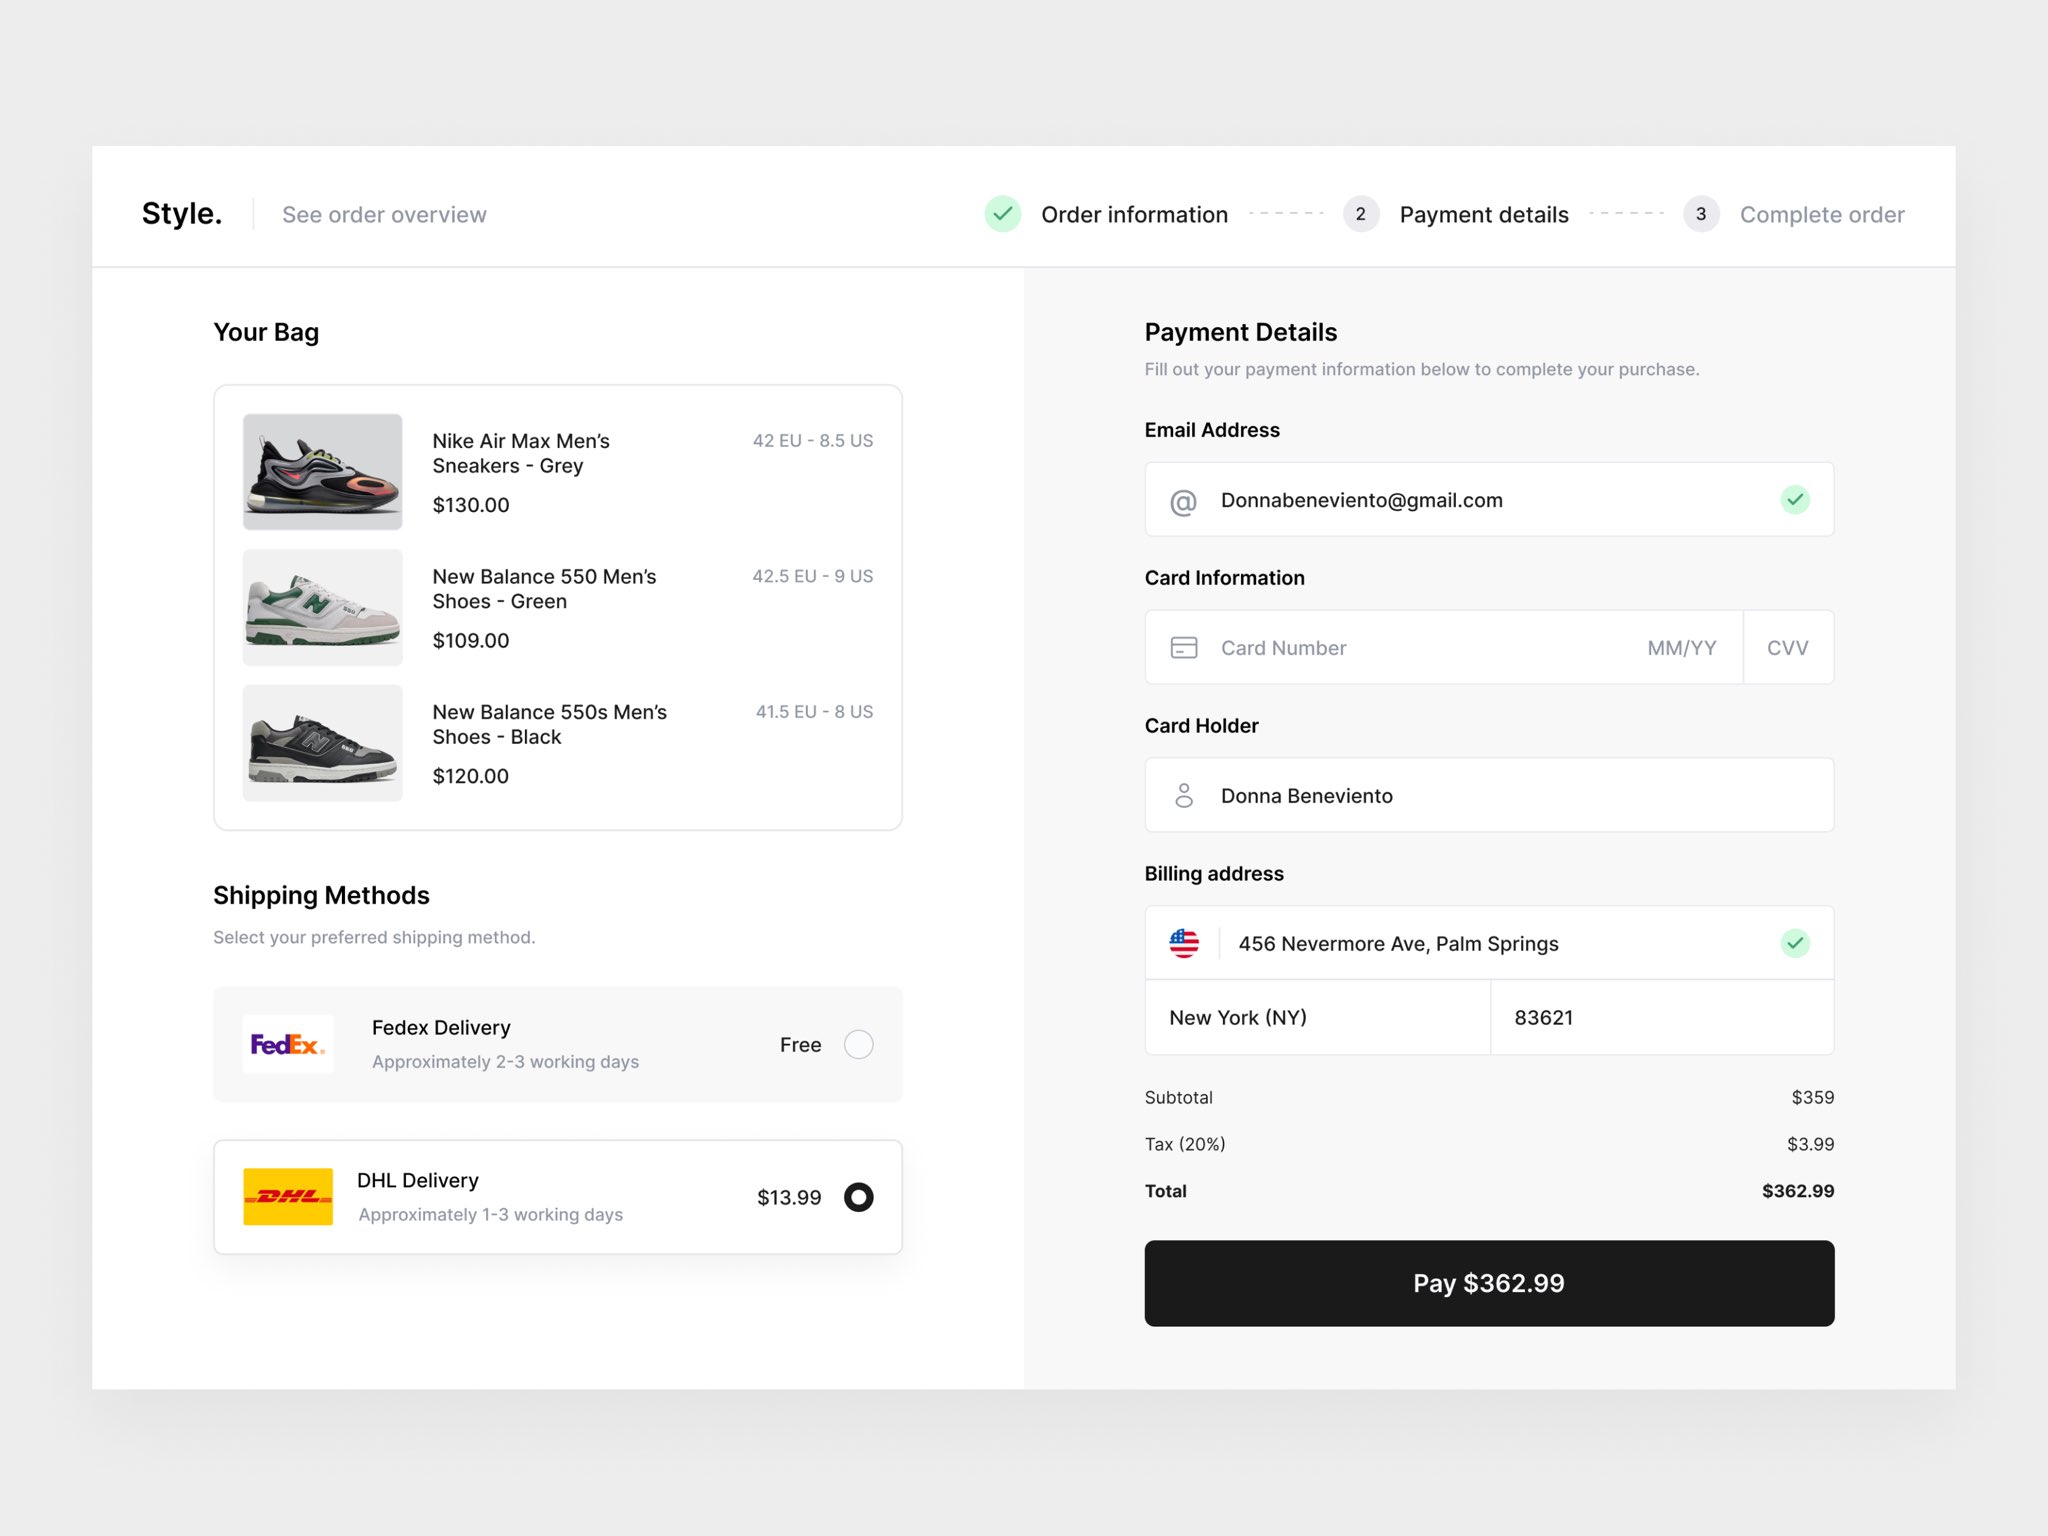 Style.
See order overview
Order information
2
Payment details
3
Complete order
Your Bag
Nike Air Max Men’s
Sneakers - Grey
42 EU - 8.5 US
$130.00
New Balance 550 Men’s
Shoes - Green
42.5 EU - 9 US
$109.00
New Balance 550s Men’s
Shoes - Black
41.5 EU - 8 US
$120.00
Shipping Methods
Select your preferred shipping method.
FedEx
Fedex Delivery
Approximately 2-3 working days
Free
DHL
DHL Delivery
Approximately 1-3 working days
$13.99
Payment Details
Fill out your payment information below to complete your purchase.
Email Address
@ Donnabeneviento@gmail.com
Card Information
Card Number
MM/YY
CVV
Card Holder
Donna Beneviento
Billing address
456 Nevermore Ave, Palm Springs
New York (NY)
83621
Subtotal
$359
Tax (20%)
$3.99
Total
$362.99
Pay $362.99